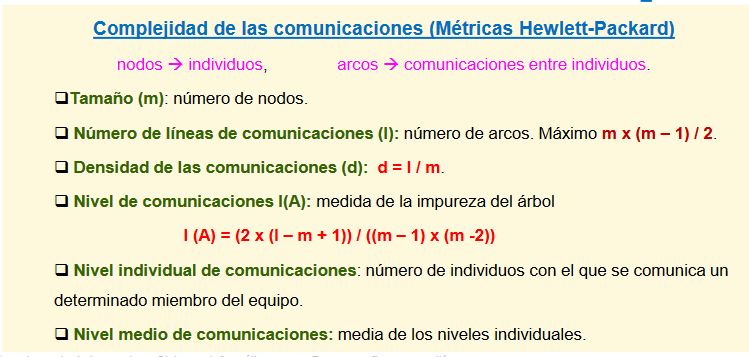 Complejidad de las comunicaciones (Métricas Hewlett-Packard)
nodos → individuos, arcos → comunicaciones entre individuos.
❑Tamaño (m): número de nodos.
❑ Número de líneas de comunicaciones (l): número de arcos. Máximo m x (m – 1) / 2.
❑ Densidad de las comunicaciones (d): d = l / m.
❑ Nivel de comunicaciones I(A): medida de la impureza del árbol
I (A) = (2 x (l – m + 1)) / ((m – 1) x (m -2))
❑ Nivel individual de comunicaciones: número de individuos con el que se comunica un
determinado miembro del equipo.
❑ Nivel medio de comunicaciones: media de los niveles individuales.